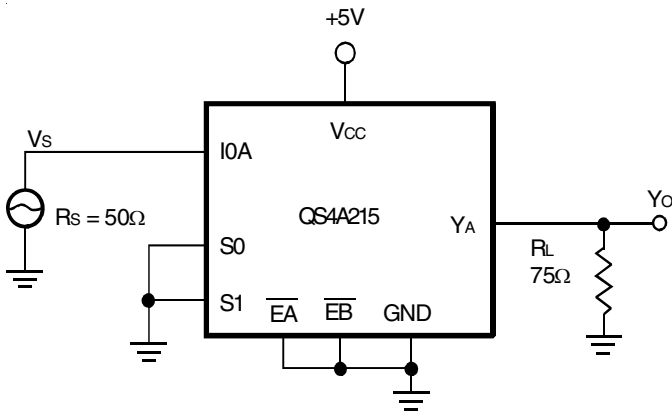 +5V
VCC
VS
I0A
RS = 50Ω
QS4A215
YA
YO
S0
RL
75Ω
S1
EA
EB
GND